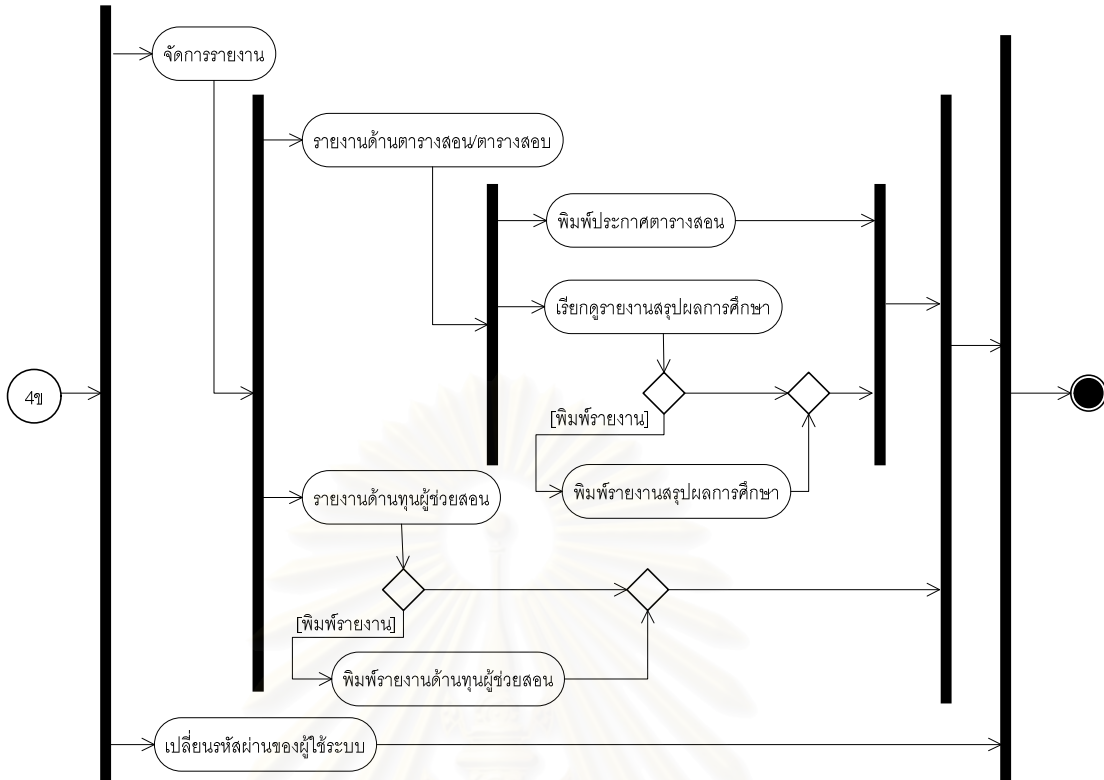 จัดการรายงาน
รายงานด้านตารางสอน/ตารางสอบ
พิมพ์ประกาศตารางสอน
เรียกดูรายงานสรุปผลการศึกษา
4ข
[พิมพ์รายงาน]
พิมพ์รายงานสรุปผลการศึกษา
รายงานด้านทุนผู้ช่วยสอน
[พิมพ์รายงาน]
พิมพ์รายงานด้านทุนผู้ช่วยสอน
เปลี่ยนรหัสผ่านของผู้ใช้ระบบ